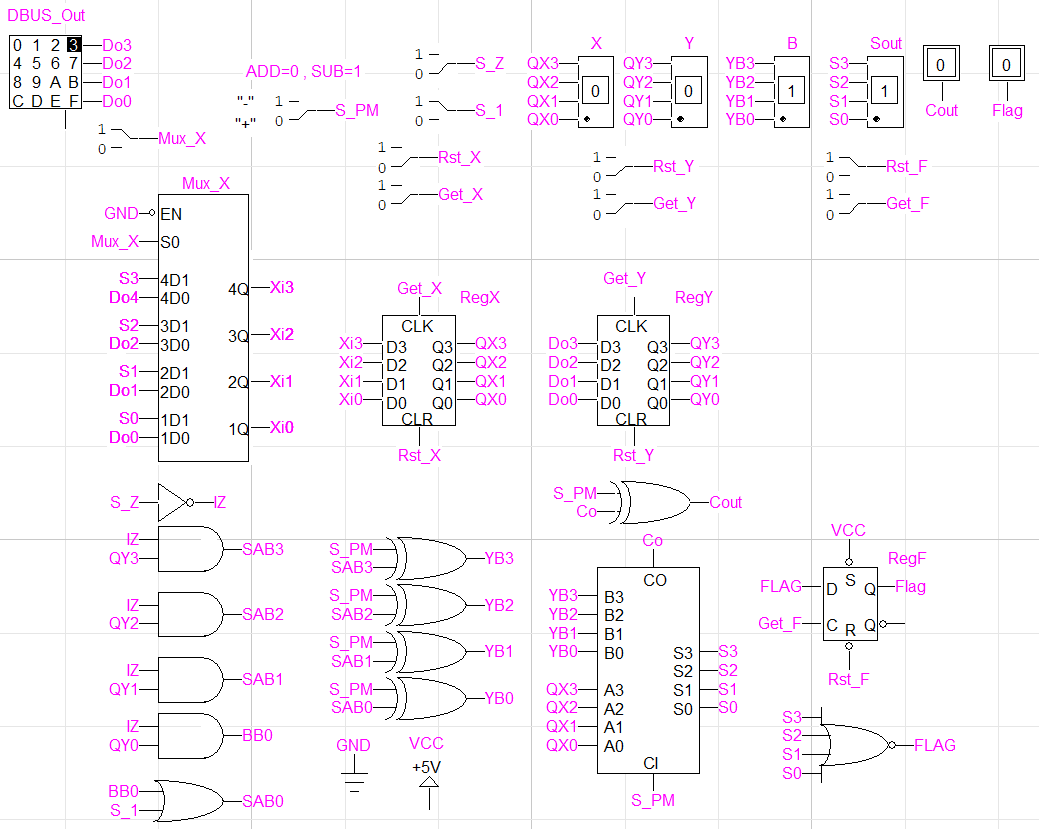 DBUS_Out
0 1 2 3 Do3
4 5 6 7 Do2
8 9 A B Do1
C D E F Do0
1 0 Mux_X
ADD=0 , SUB=1
"-" 1
"+" 0
S_PM
1 0 S_Z
1 0 S_1
X
QX3
QX2
QX1
QX0
0
Y
QY3
QY2
QY1
QY0
0
B
YB3
YB2
YB1
YB0
1
Sout
S3
S2
S1
S0
1
0
Cout
0
Flag
1 0 Rst_X
1 0 Get_X
1 0 Rst_Y
1 0 Get_Y
1 0 Rst_F
1 0 Get_F
Mux_X
GND EN
Mux_X S0
S3 4D1
Do4 4D0
4Q Xi3
S2 3D1
Do2 3D0
3Q Xi2
S1 2D1
Do1 2D0
2Q Xi1
S0 1D1
Do0 1D0
1Q Xi0
Get_X RegX
CLK
Xi3 D3 Q3 QX3
Xi2 D2 Q2 QX2
Xi1 D1 Q1 QX1
Xi0 D0 Q0 QX0
CLR
Rst_X
Get_Y RegY
CLK
Do3 D3 Q3 QY3
Do2 D2 Q2 QY2
Do1 D1 Q1 QY1
Do0 D0 Q0 QY0
CLR
Rst_Y
S_Z IZ
IZ
QY3
SAB3
IZ
QY2
SAB2
IZ
QY1
SAB1
IZ
QY0
BB0
BB0
S_1
SAB0
S_PM
SAB3
YB3
S_PM
SAB2
YB2
S_PM
SAB1
YB1
S_PM
SAB0
YB0
GND
VCC
+5V
S_PM
Co
Cout
Co
CO
YB3 B3
YB2 B2
YB1 B1
YB0 B0
S3 S3
S2 S2
S1 S1
S0 S0
QX3 A3
QX2 A2
QX1 A1
QX0 A0
CI
S_PM
VCC
RegF
FLAG D S Q Flag
Get_F C R Q
Rst_F
S3
S2
S1
S0
FLAG